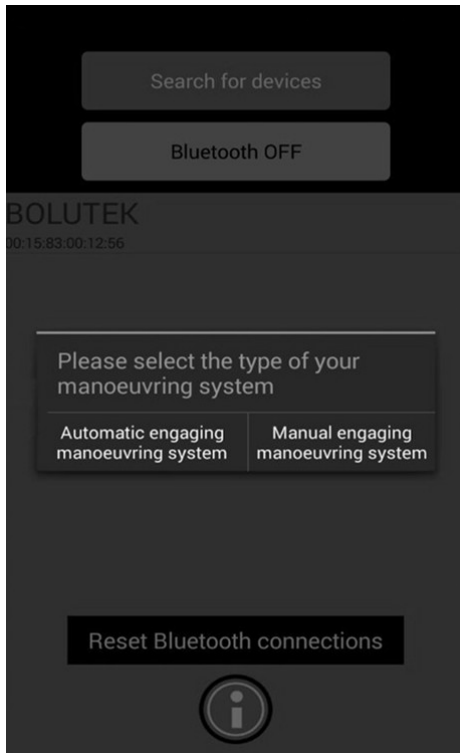 Search for devices
Bluetooth OFF
BOLUTEK
00:15:83:00:12:56
Please select the type of your
manoeuvring system
Automatic engaging
manoeuvring system
Manual engaging
manoeuvring system
Reset Bluetooth connections